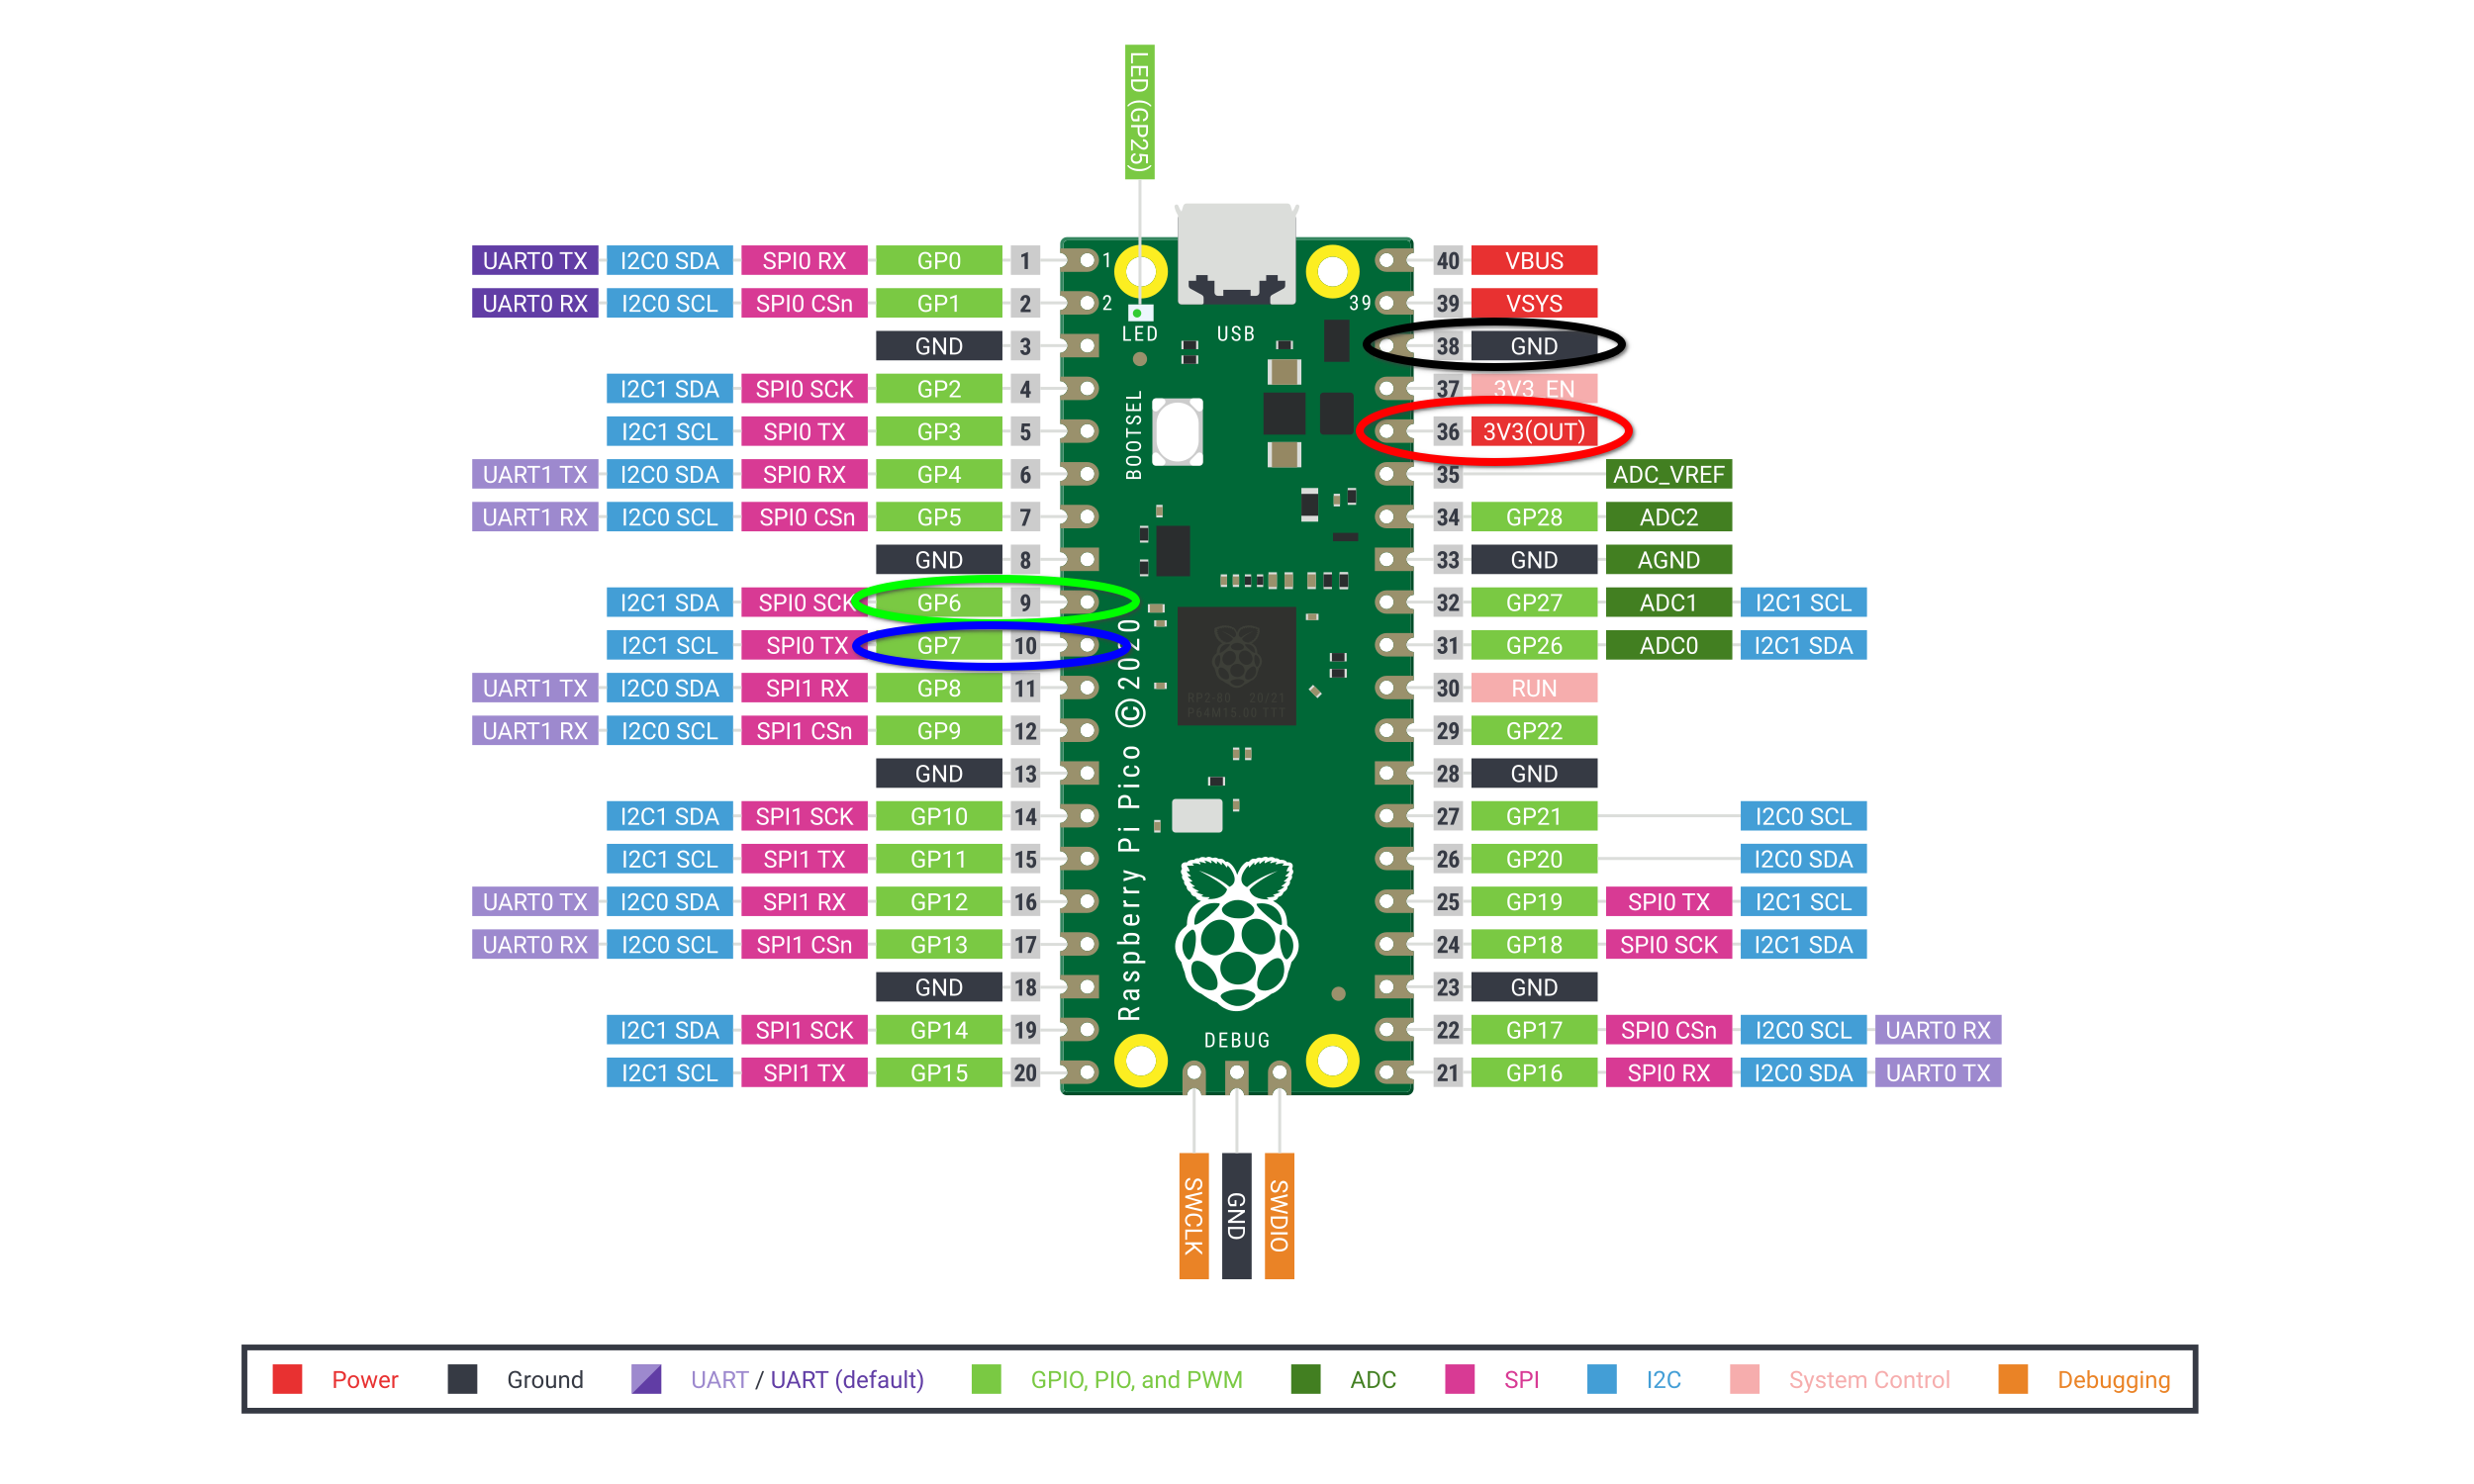 LED (GP25)
UART0 TX I2C0 SDA SPI0 RX GP0 1 1 40 VBUS
UART0 RX I2C0 SCL SPI0 CSn GP1 2 2 39 39 VSYS
LED USB
GND 3 38 GND
I2C1 SDA SPI0 SCK GP2 4 37 3V3_EN
BOOTSEL
I2C1 SCL SPI0 TX GP3 5 36 3V3(OUT)
UART1 TX I2C0 SDA SPI0 RX GP4 6 35 ADC_VREF
UART1 RX I2C0 SCL SPI0 CSn GP5 7 34 GP28 ADC2
GND 8 33 GND AGND
I2C1 SDA SPI0 SCK GP6 9 32 GP27 ADC1 I2C1 SCL
I2C1 SCL SPI0 TX GP7 10 31 GP26 ADC0 I2C1 SDA
UART1 TX I2C0 SDA SPI1 RX GP8 11 30 RUN
RP2-80 20/21
P64M15.00 TTT
UART1 RX I2C0 SCL SPI1 CSn GP9 12 29 GP22
GND 13 28 GND
Raspberry Pi Pico ©2020
I2C1 SDA SPI1 SCK GP10 14 27 GP21 I2C0 SCL
I2C1 SCL SPI1 TX GP11 15 26 GP20 I2C0 SDA
UART0 TX I2C0 SDA SPI1 RX GP12 16 25 GP19 SPI0 TX I2C1 SCL
UART0 RX I2C0 SCL SPI1 CSn GP13 17 24 GP18 SPI0 SCK I2C1 SDA
GND 18 23 GND
I2C1 SDA SPI1 SCK GP14 19 22 GP17 SPI0 CSn I2C0 SCL UART0 RX
DEBUG
I2C1 SCL SPI1 TX GP15 20 21 GP16 SPI0 RX I2C0 SDA UART0 TX
SWCLK GND SWDIO
Power Ground UART / UART (default) GPIO, PIO, and PWM ADC SPI I2C System Control Debugging